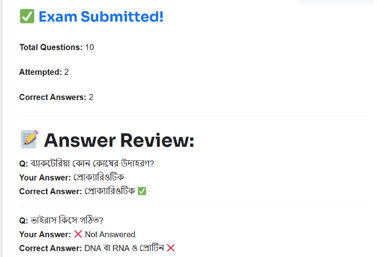 ✅ Exam Submitted!
Total Questions: 10
Attempted: 2
Correct Answers: 2
📝 Answer Review:
Q: ব্যাকটেরিয়া কোন কোষের উদাহরণ?
Your Answer: প্রোক্যারিওটিক
Correct Answer: প্রোক্যারিওটিক ✅
Q: ভাইরাস কিসে গঠিত?
Your Answer: ❌ Not Answered
Correct Answer: DNA বা RNA ও প্রোটিন ❌